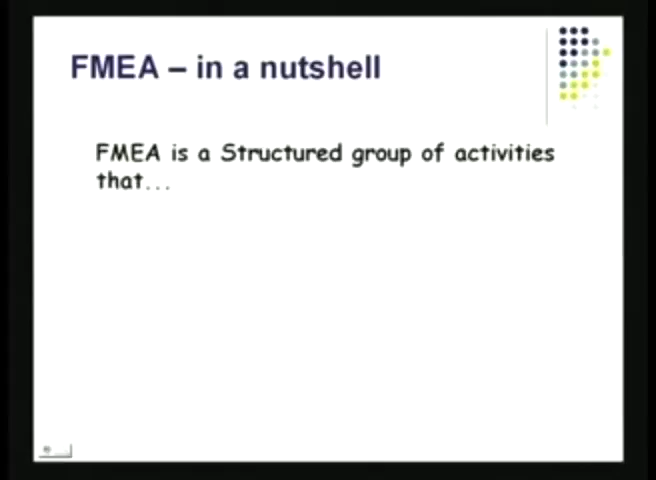 FMEA – in a nutshell
FMEA is a Structured group of activities
that...